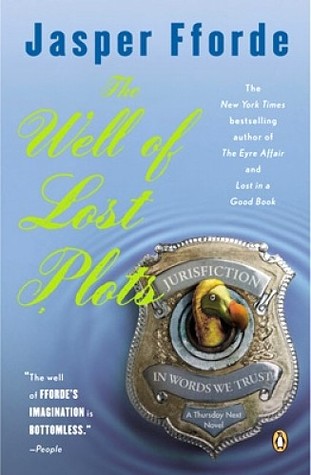 Jasper Fforde
The
Well of
Lost
Plots
The
New York Times
bestselling
author of
The Eyre Affair
and
Lost in a
Good Book
JURISFICTION
IN WORDS WE TRUST
A Thursday Next
Novel
"The well
of FFORDE'S
IMAGINATION is
BOTTOMLESS."
—People